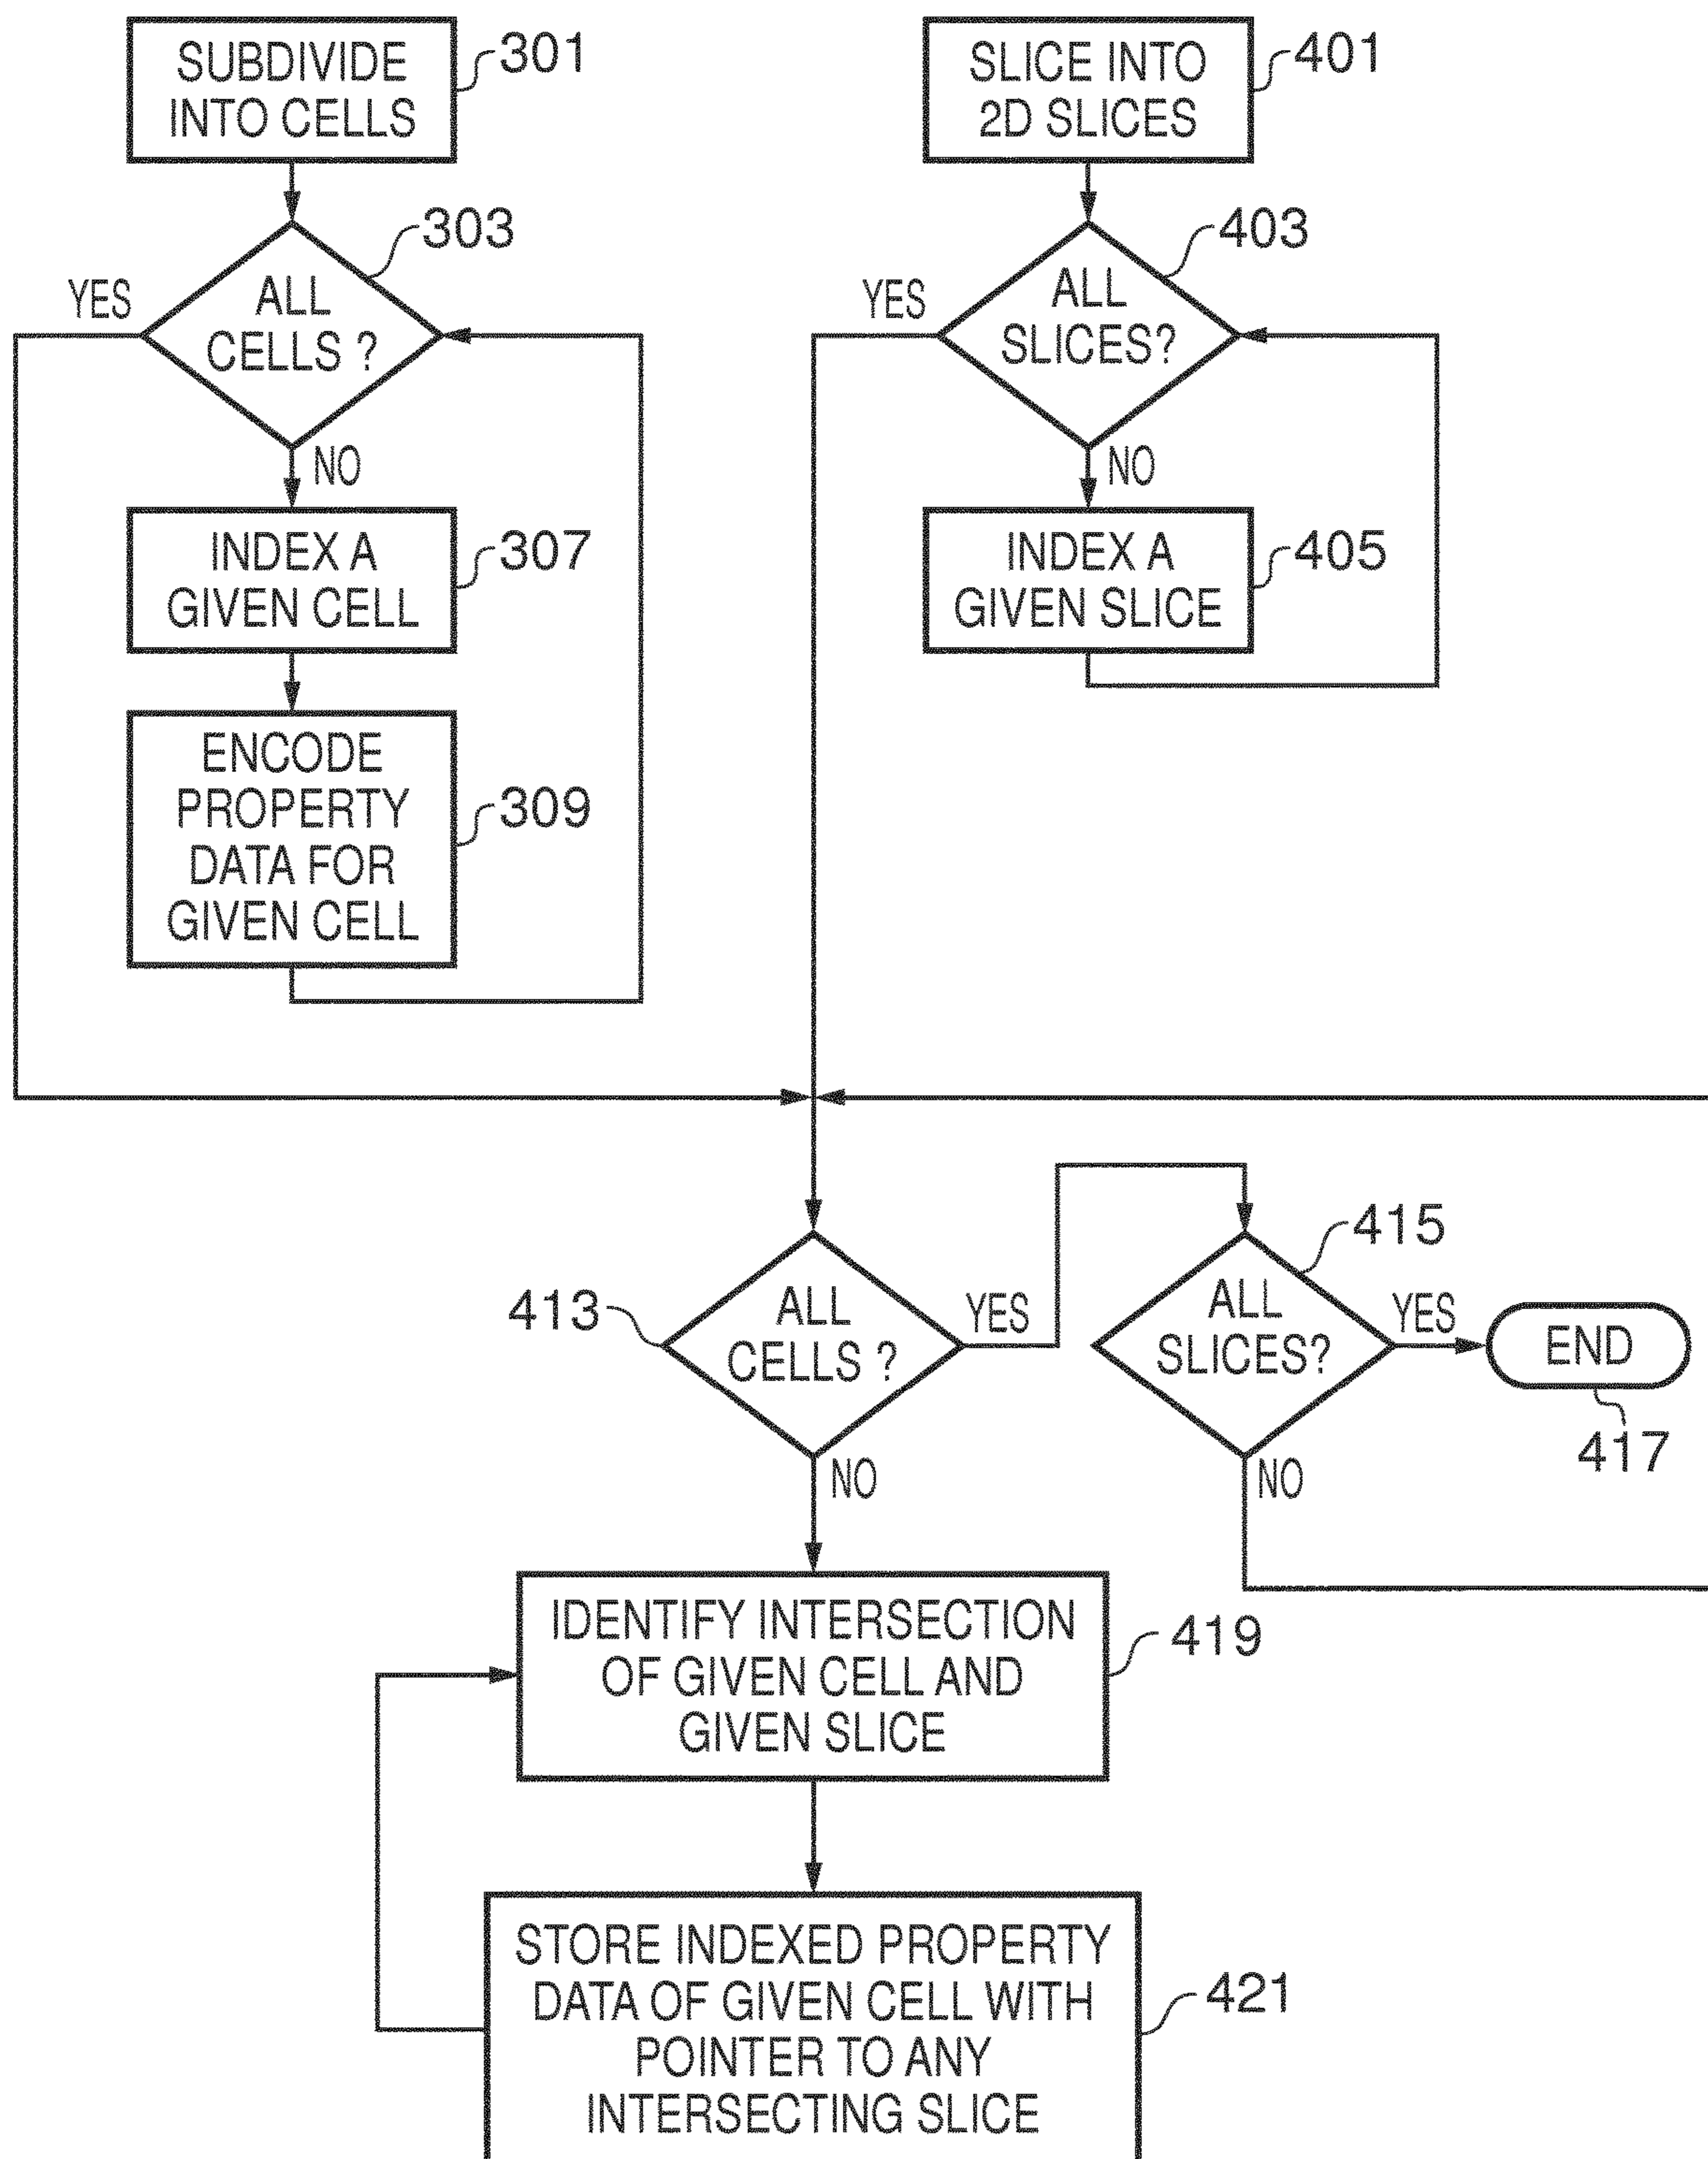 SUBDIVIDE
INTO CELLS
301
303
YES
ALL
CELLS ?
NO
INDEX A
GIVEN CELL
307
ENCODE
PROPERTY
DATA FOR
GIVEN CELL
309
SLICE INTO
2D SLICES
401
403
YES
ALL
SLICES?
NO
INDEX A
GIVEN SLICE
405
413
ALL
CELLS ?
YES
NO
415
ALL
SLICES?
YES
NO
END
417
IDENTIFY INTERSECTION
OF GIVEN CELL AND
GIVEN SLICE
419
STORE INDEXED PROPERTY
DATA OF GIVEN CELL WITH
POINTER TO ANY
INTERSECTING SLICE
421